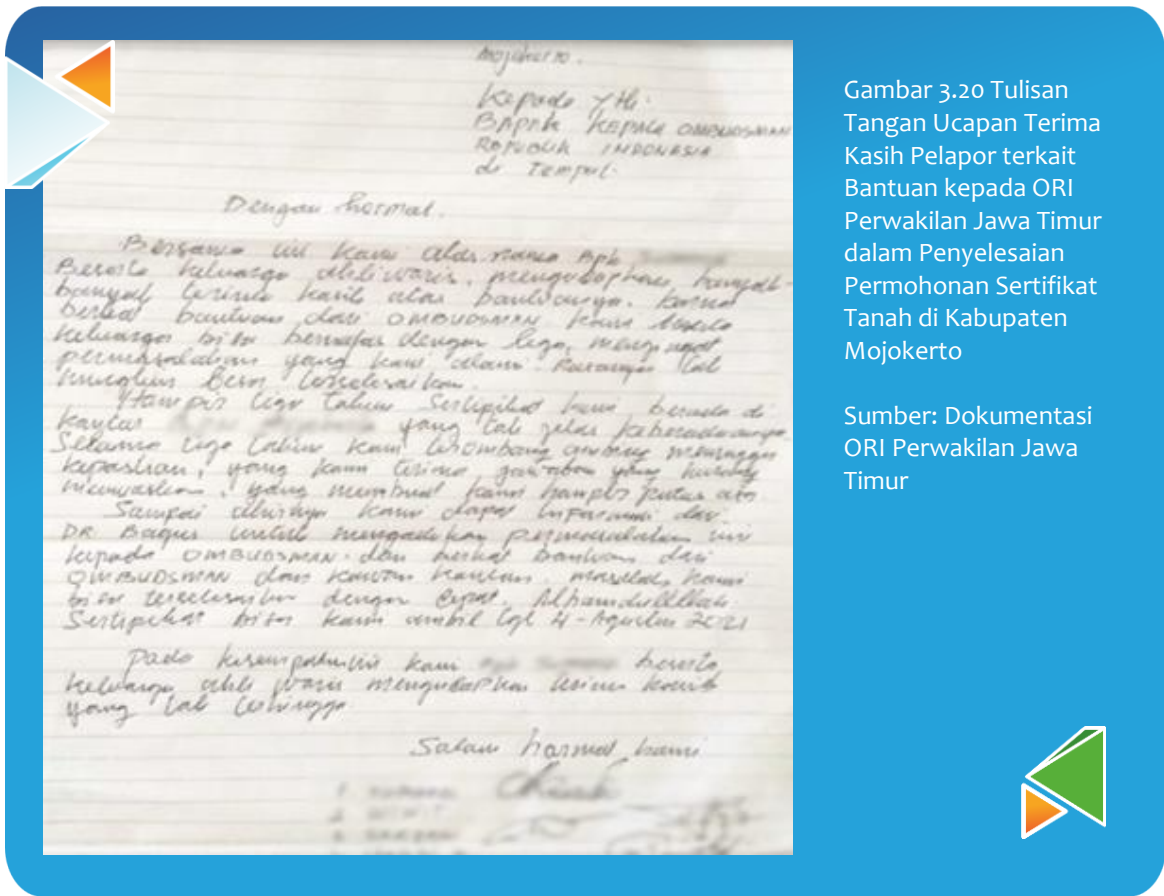 Mojokerto.
Kepada Yth.
BAPAK KEPALA OMBUDSMAN
REPUBLIK INDONESIA
di Tempat.
Dengan hormat.
Bersama ini kami atas nama Bpk
Beserta keluarga ahli waris, mengucapkan banyak-
banyak terima kasih atas bantuannya. Karna
berkat bantuan dari OMBUDSMAN kami beserta
keluarga bisa bernafas dengan lega, mengingat
permasalahan yang kami alami. Rasanya tak
mungkin bisa terselesaikan.
Hampir tiga tahun Sertipikat kami berada di
kantor yang tak jelas keberadaannya.
Selama tiga tahun kami terombang ambing menunggu
kepastian, yang kami terima jawaban yang kurang
, yang membuat kami hampir putus asa
Sampai akhirnya kami dapat informasi dari
DR Bagus untuk mengadukan permasalahan ini
kepada OMBUDSMAN. dan berkat bantuan dari
OMBUDSMAN dan kawan kawan, masalah kami
bisa terselesaikan dengan cepat. Alhamdulillah
Sertipikat bisa kami ambil tgl 4-Agustus 2021
Pada kesempatan ini kami beserta
keluarga ahli waris mengucapkan terima kasih
yang tak terhingga
Salam hormat kami
Gambar 3.20 Tulisan
Tangan Ucapan Terima
Kasih Pelapor terkait
Bantuan kepada ORI
Perwakilan Jawa Timur
dalam Penyelesaian
Permohonan Sertifikat
Tanah di Kabupaten
Mojokerto
Sumber: Dokumentasi
ORI Perwakilan Jawa
Timur